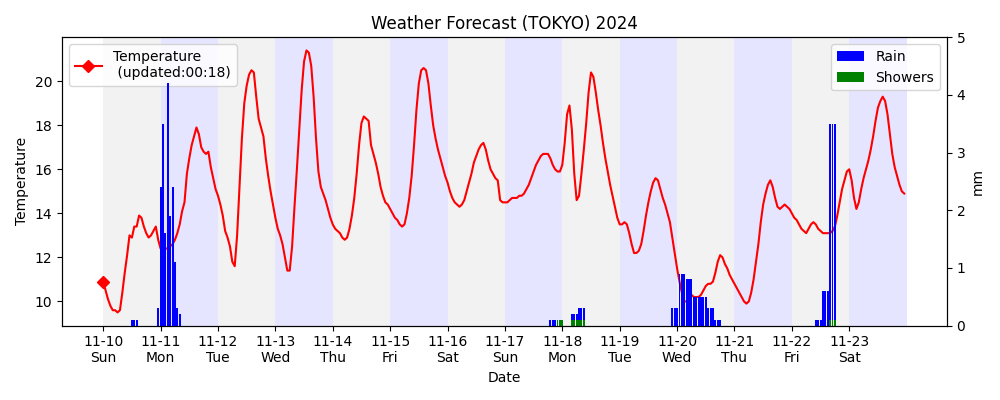 Weather Forecast (TOKYO) 2024
Temperature
(updated:00:18)
Rain
Showers
Temperature
20
18
16
14
12
10
5
4
3
2
1
0
mm
11-10 11-11 11-12 11-13 11-14 11-15 11-16 11-17 11-18 11-19 11-20 11-21 11-22 11-23
Sun Mon Tue Wed Thu Fri Sat Sun Mon Tue Wed Thu Fri Sat
Date